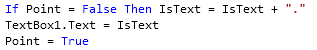 If Point = False Then IsText = IsText + "."
TextBox1.Text = IsText
Point = True